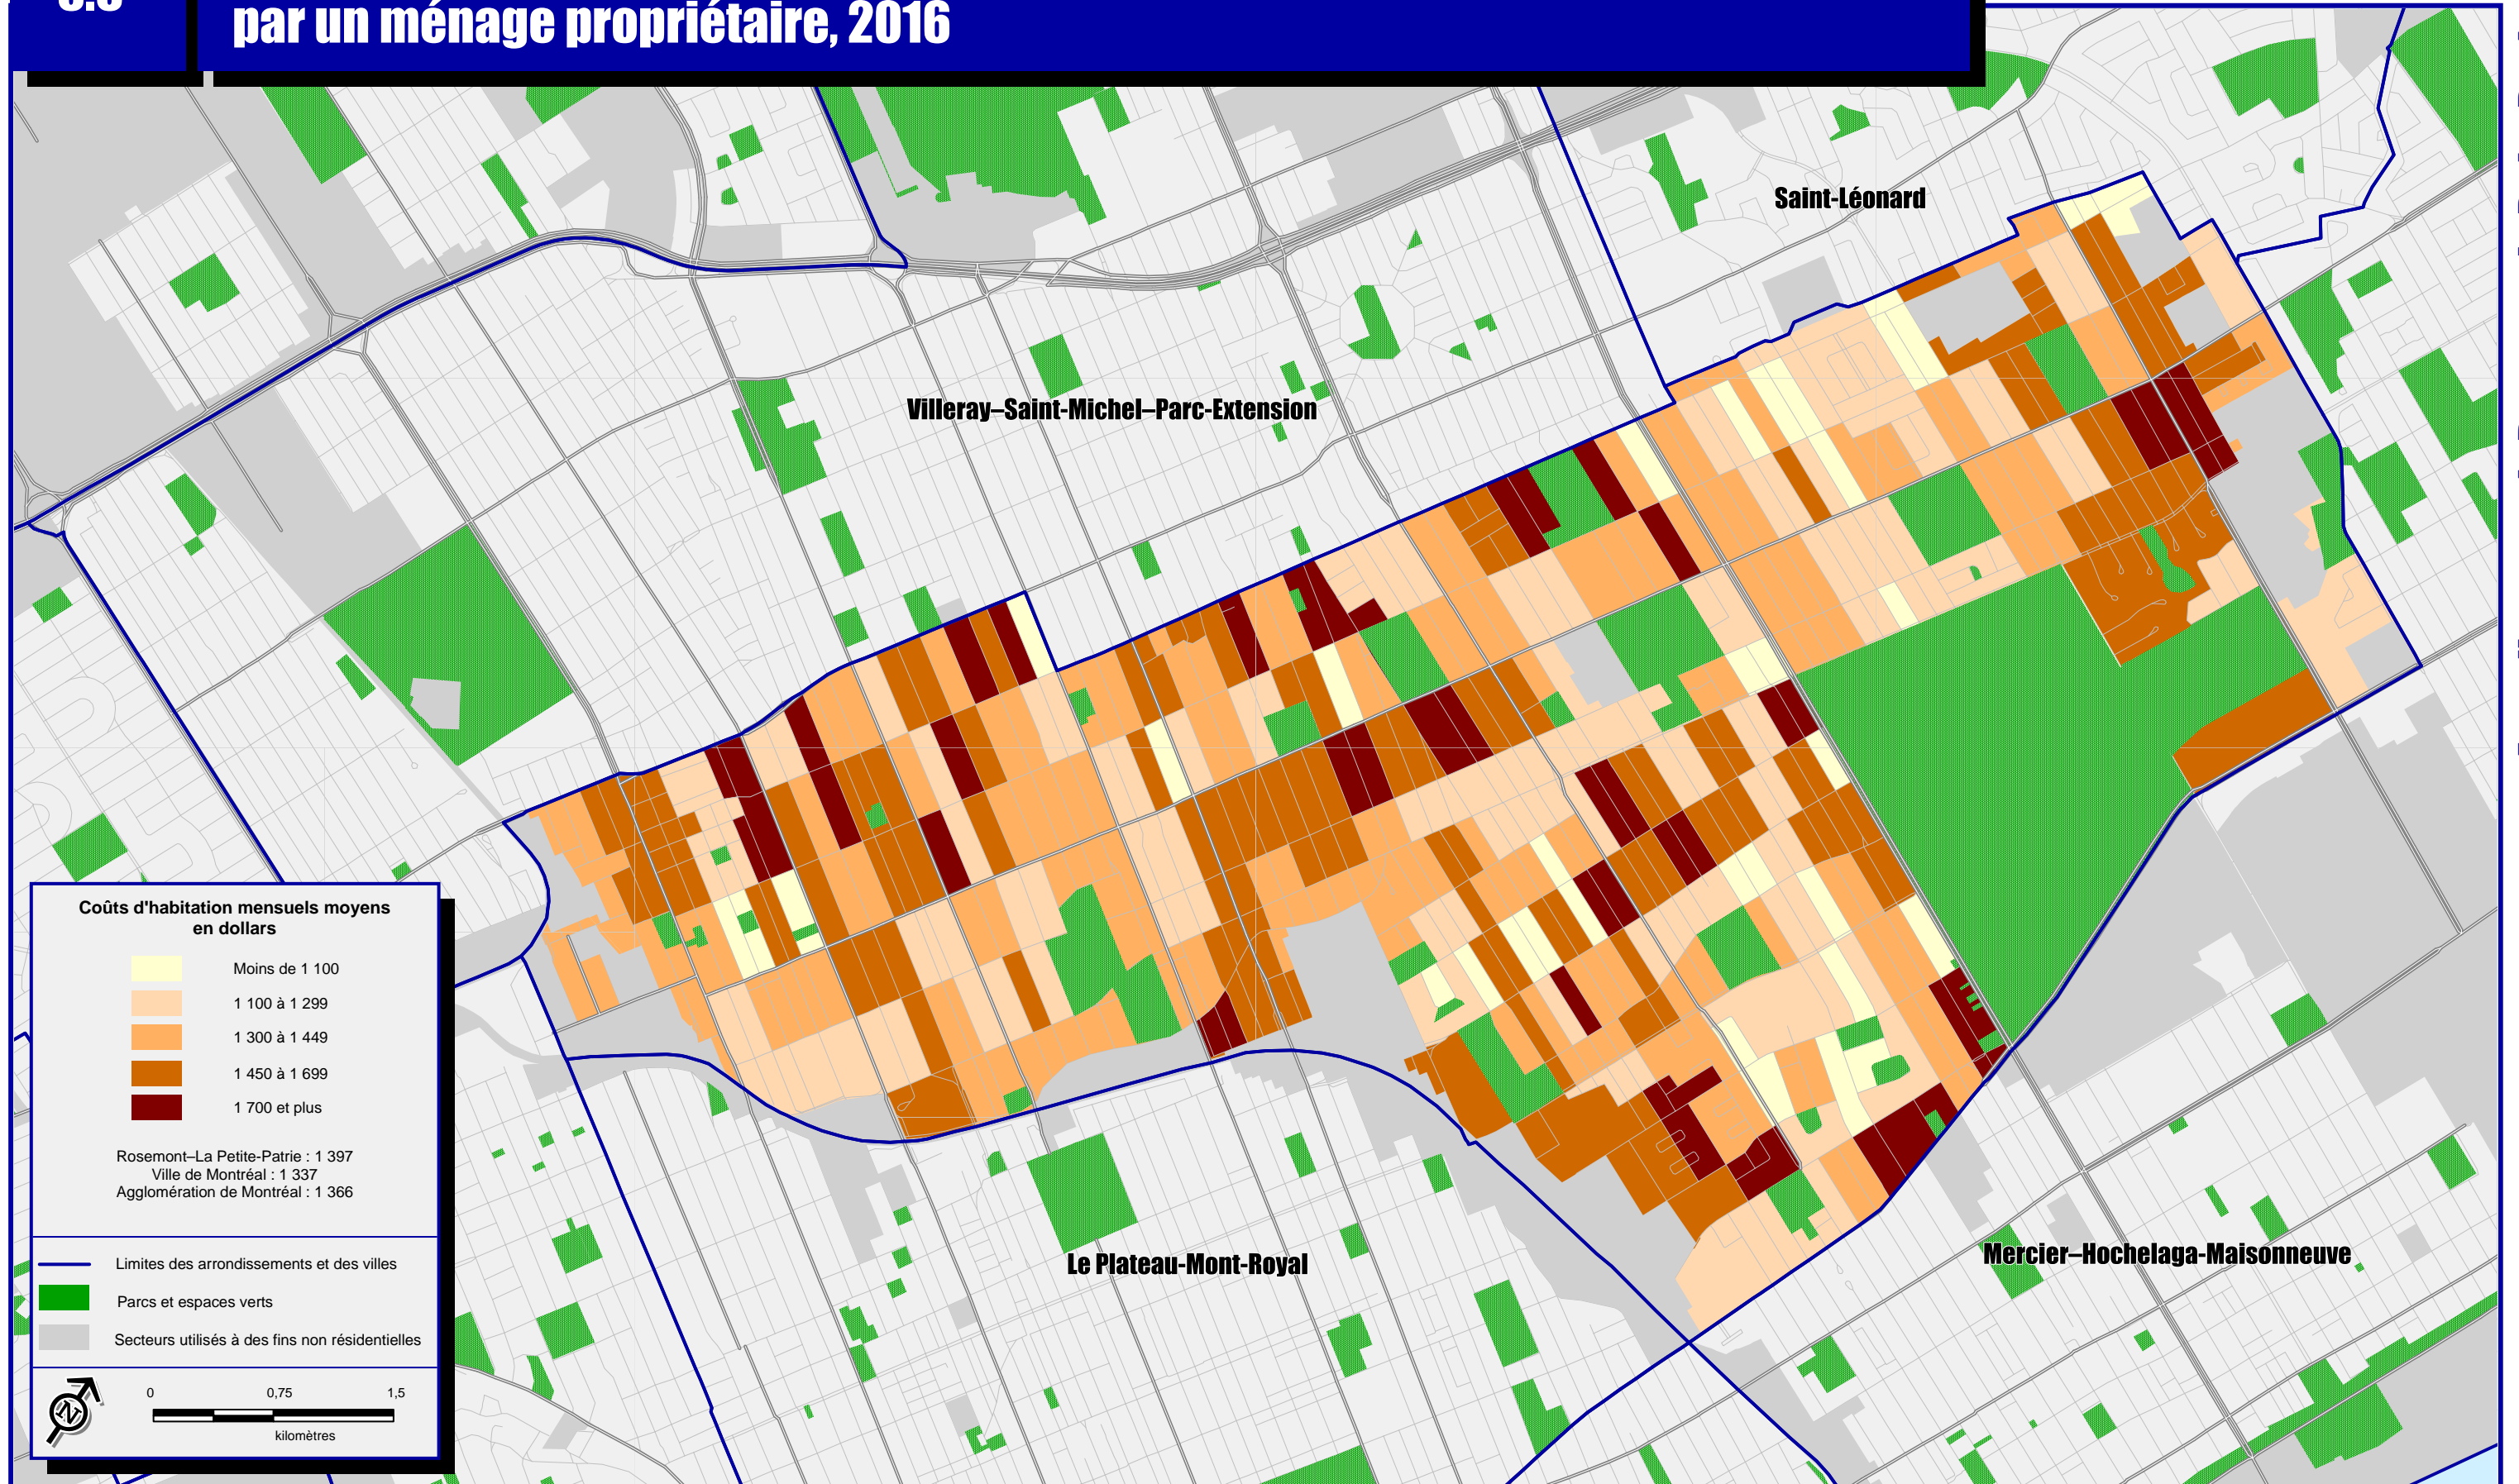 par un ménage propriétaire, 2016
Saint-Léonard
Villeray–Saint-Michel–Parc-Extension
Coûts d'habitation mensuels moyens
en dollars
Moins de 1 100
1 100 à 1 299
1 300 à 1 449
1 450 à 1 699
1 700 et plus
Rosemont–La Petite-Patrie : 1 397
Ville de Montréal : 1 337
Agglomération de Montréal : 1 366
Limites des arrondissements et des villes
Parcs et espaces verts
Secteurs utilisés à des fins non résidentielles
N
0 0,75 1,5
kilomètres
Le Plateau-Mont-Royal
Mercier–Hochelaga-Maisonneuve